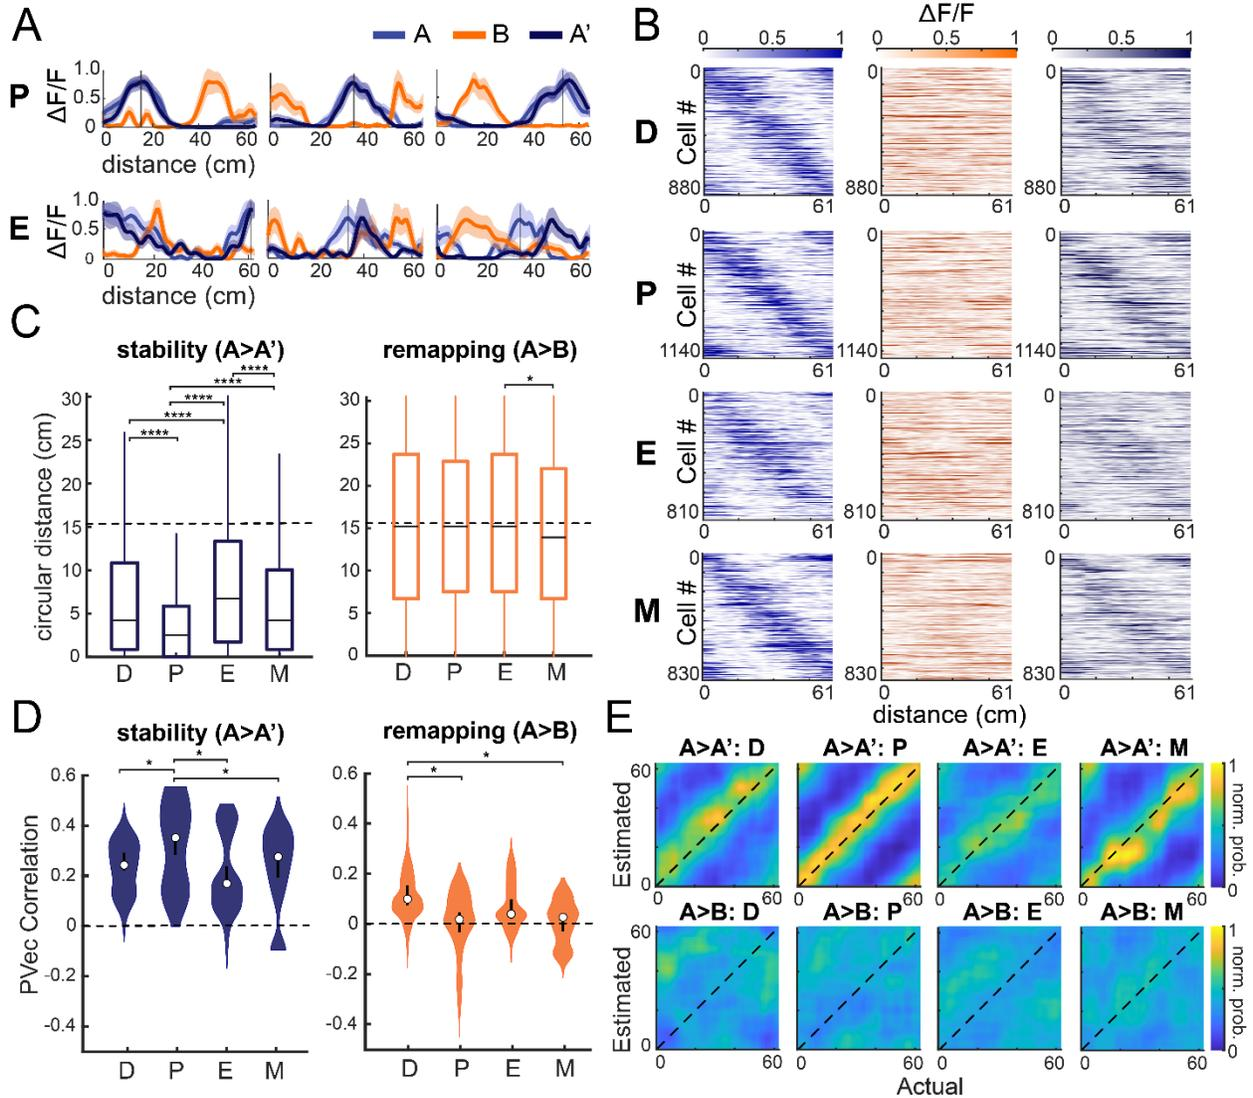 A
A B A'
P
ΔF/F
1.0
0.5
0
0 20 40 60 0 20 40 60 0 20 40 60
distance (cm)
E
ΔF/F
1.0
0.5
0
0 20 40 60 0 20 40 60 0 20 40 60
distance (cm)
B
ΔF/F
0 0.5 1 0 0.5 1 0 0.5 1
D
Cell #
0 0 0
880 880 880
0 61 0 61 0 61
P
Cell #
0 0 0
1140 1140 1140
0 61 0 61 0 61
E
Cell #
0 0 0
810 810 810
0 61 0 61 0 61
M
Cell #
0 0 0
830 830 830
0 61 0 61 0 61
distance (cm)
C
stability (A>A')
circular distance (cm)
****
****
****
****
****
30
25
20
15
10
5
0
D P E M
remapping (A>B)
*
30
25
20
15
10
5
0
D P E M
D
stability (A>A')
PVec Correlation
*
*
*
0.6
0.4
0.2
0
-0.2
-0.4
D P E M
remapping (A>B)
*
*
0.6
0.4
0.2
0
-0.2
-0.4
D P E M
E
A>A': D A>A': P A>A': E A>A': M
Estimated
60
0
0 60 0 60 0 60 0 60
1
norm. prob.
0
A>B: D A>B: P A>B: E A>B: M
Estimated
60
0
0 60 0 60 0 60 0 60
1
norm. prob.
0
Actual